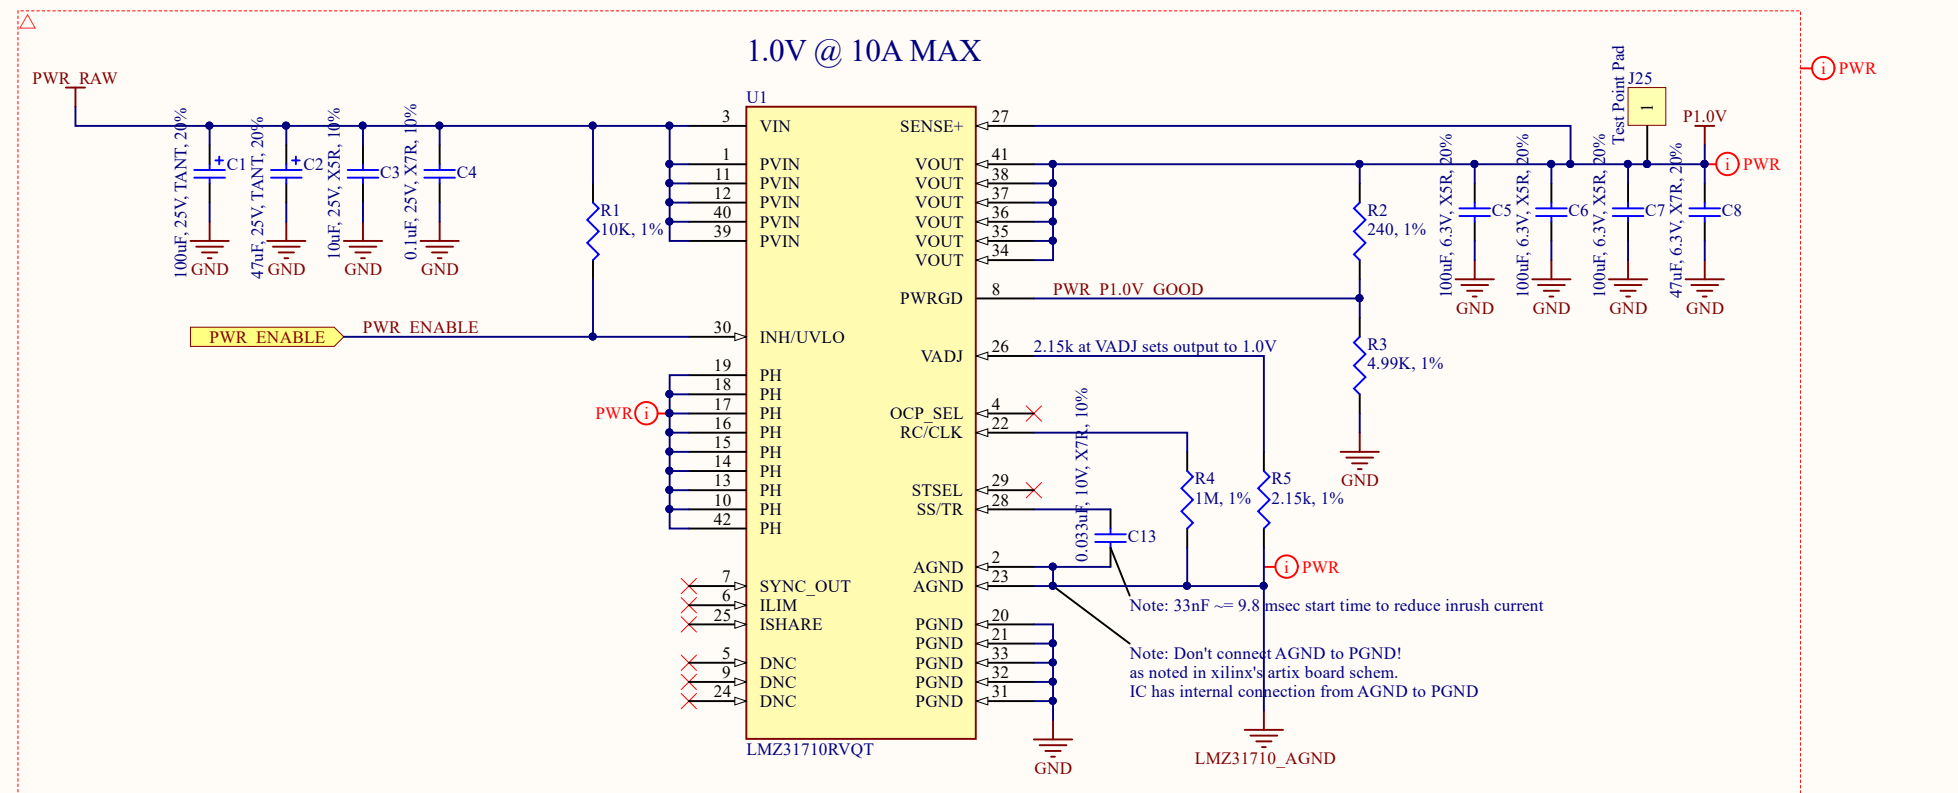 1.0V @ 10A MAX
PWR_RAW
100uF, 25V, TANT, 20%
C1
GND
47uF, 25V, TANT, 20%
C2
GND
10uF, 25V, X5R, 10%
C3
GND
0.1uF, 25V, X7R, 10%
C4
GND
R1
10K, 1%
PWR_ENABLE
PWR_ENABLE
U1
3 VIN
1 PVIN
11 PVIN
12 PVIN
40 PVIN
39 PVIN
30 INH/UVLO
19 PH
18 PH
17 PH
16 PH
15 PH
14 PH
13 PH
10 PH
42 PH
PWR i
7 SYNC_OUT
6 ILIM
25 ISHARE
5 DNC
9 DNC
24 DNC
SENSE+ 27
VOUT 41
VOUT 38
VOUT 37
VOUT 36
VOUT 35
VOUT 34
PWRGD 8
VADJ 26
OCP_SEL 4
RC/CLK 22
STSEL 29
SS/TR 28
AGND 2
AGND 23
PGND 20
PGND 21
PGND 33
PGND 32
PGND 31
LMZ31710RVQT
GND
PWR_P1.0V_GOOD
2.15k at VADJ sets output to 1.0V
R2
240, 1%
R3
4.99K, 1%
GND
0.033uF, 10V, X7R, 10%
C13
R4
1M, 1%
R5
2.15k, 1%
i PWR
Note: 33nF ~= 9.8 msec start time to reduce inrush current
Note: Don't connect AGND to PGND!
as noted in xilinx's artix board schem.
IC has internal connection from AGND to PGND
LMZ31710_AGND
100uF, 6.3V, X5R, 20%
C5
GND
100uF, 6.3V, X5R, 20%
C6
GND
100uF, 6.3V, X5R, 20%
C7
GND
47uF, 6.3V, X7R, 20%
C8
GND
Test Point Pad
J25
1
P1.0V
i PWR
i PWR